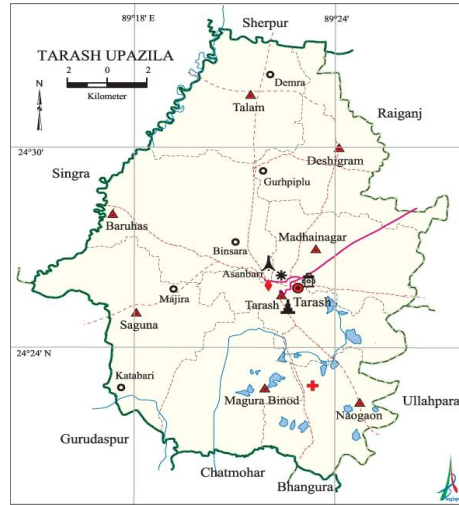 89°18' E
89°24'
Sherpur
TARASH UPAZILA
2 0 2
Kilometer
N
Demra
Talam
Raiganj
24°30'
Deshigram
Singra
Gurhpiplu
Baruhas
Madhainagar
Binsara
Asanbari
Majira
Tarash
Tarash
Saguna
24°24' N
Katabari
Magura Binod
Ullahpara
Naogaon
Gurudaspur
Chatmohar
Bhangura